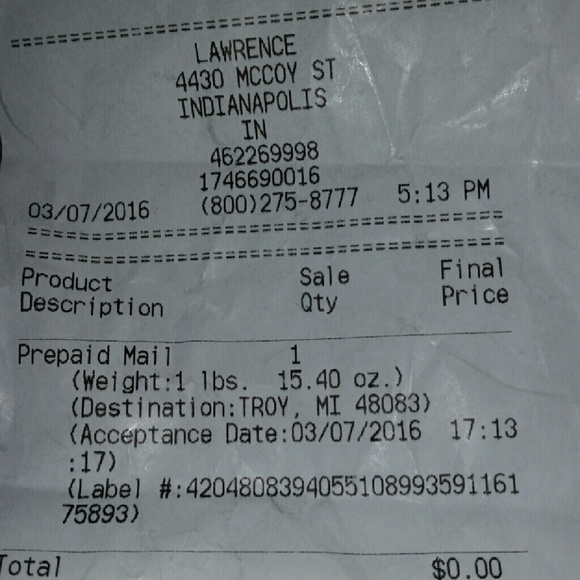 ==========================================
LAWRENCE
4430 MCCOY ST
INDIANAPOLIS
IN
462269998
1746690016
03/07/2016 (800)275-8777 5:13 PM
==========================================
==========================================
Product Sale Final
Description Qty Price
Prepaid Mail 1
(Weight:1 lbs. 15.40 oz.)
(Destination:TROY, MI 48083)
(Acceptance Date:03/07/2016 17:13
:17)
(Label #:4204808394055108993591161
75893)
Total $0.00